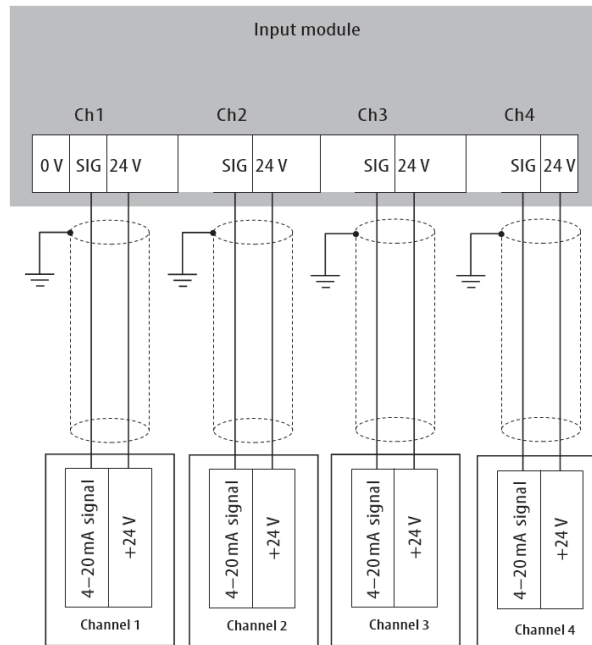 Input module
Ch1 Ch2 Ch3 Ch4
0 V SIG 24 V SIG 24 V SIG 24 V SIG 24 V
4–20 mA signal +24 V 4–20 mA signal +24 V 4–20 mA signal +24 V 4–20 mA signal +24 V
Channel 1 Channel 2 Channel 3 Channel 4